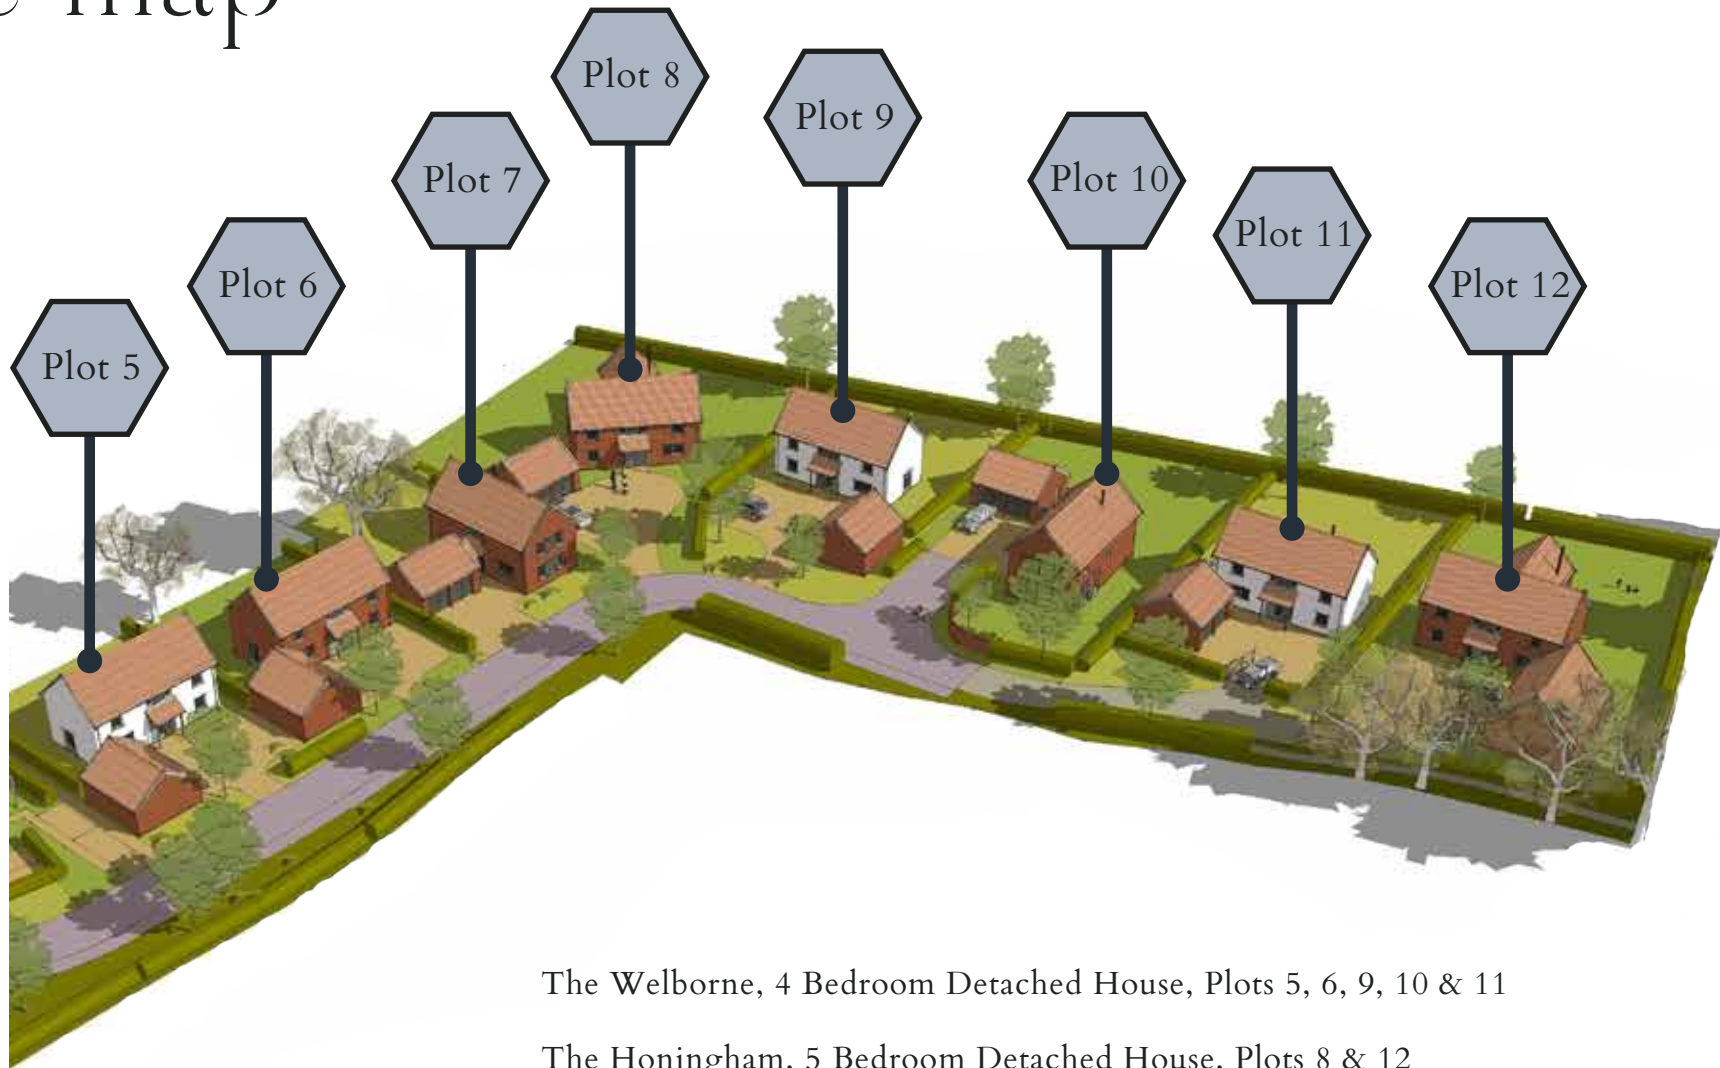 map
Plot 8
Plot 9
Plot 7
Plot 10
Plot 11
Plot 6
Plot 12
Plot 5
The Welborne, 4 Bedroom Detached House, Plots 5, 6, 9, 10 & 11
The Honingham, 5 Bedroom Detached House, Plots 8 & 12